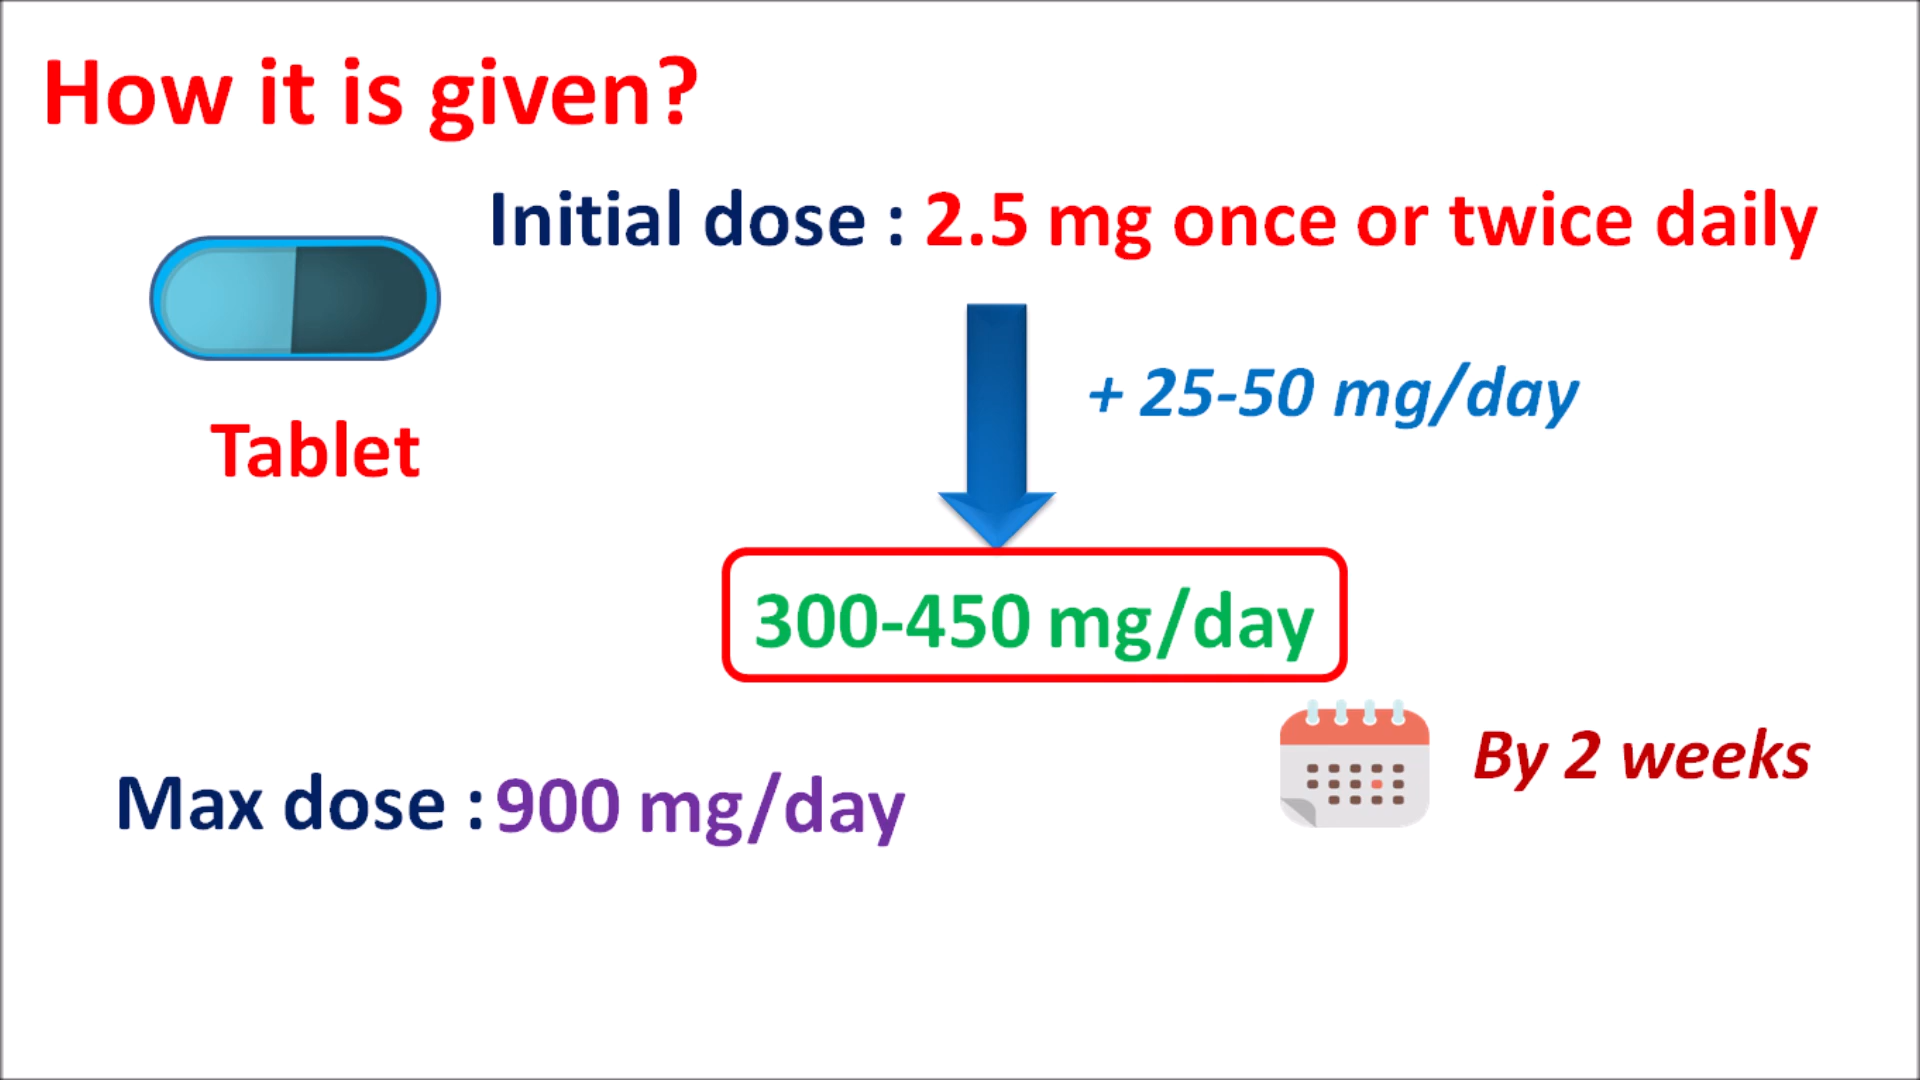 How it is given?
Initial dose : 2.5 mg once or twice daily
+ 25-50 mg/day
Tablet
300-450 mg/day
By 2 weeks
Max dose : 900 mg/day